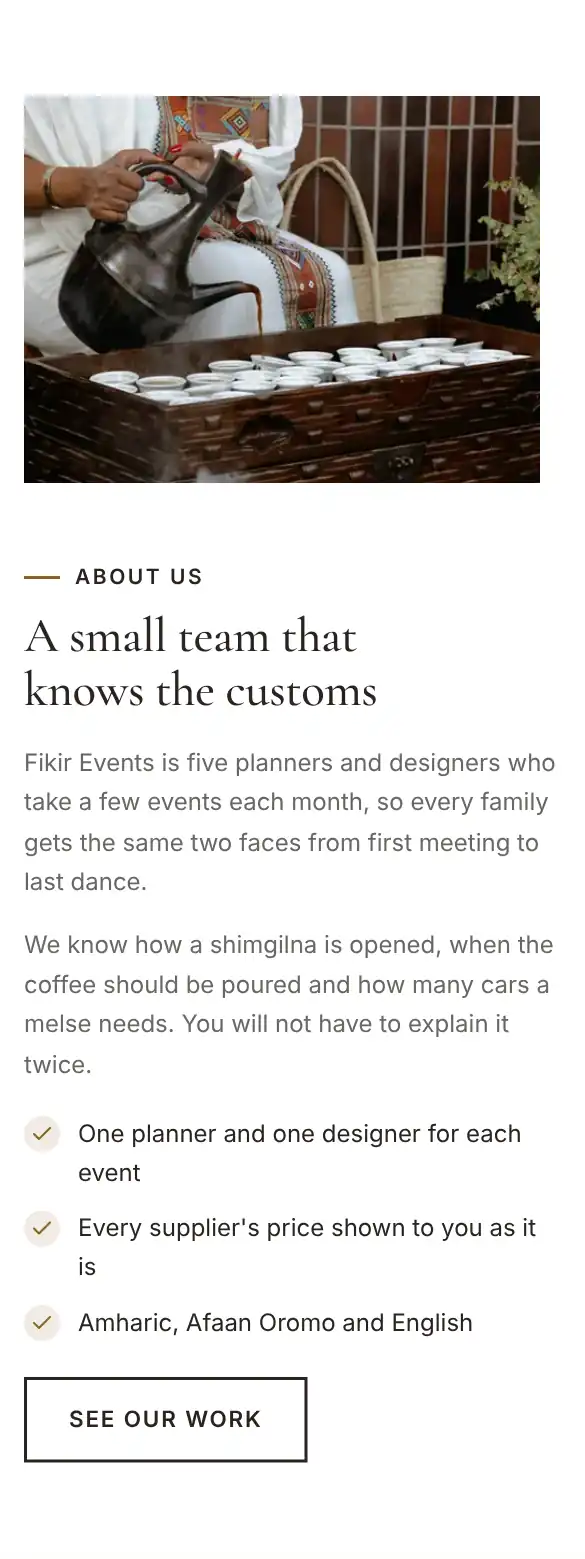 ABOUT US
A small team that
knows the customs
Fikir Events is five planners and designers who
take a few events each month, so every family
gets the same two faces from first meeting to
last dance.
We know how a shimgilna is opened, when the
coffee should be poured and how many cars a
melse needs. You will not have to explain it
twice.
One planner and one designer for each
event
Every supplier's price shown to you as it
is
Amharic, Afaan Oromo and English
SEE OUR WORK